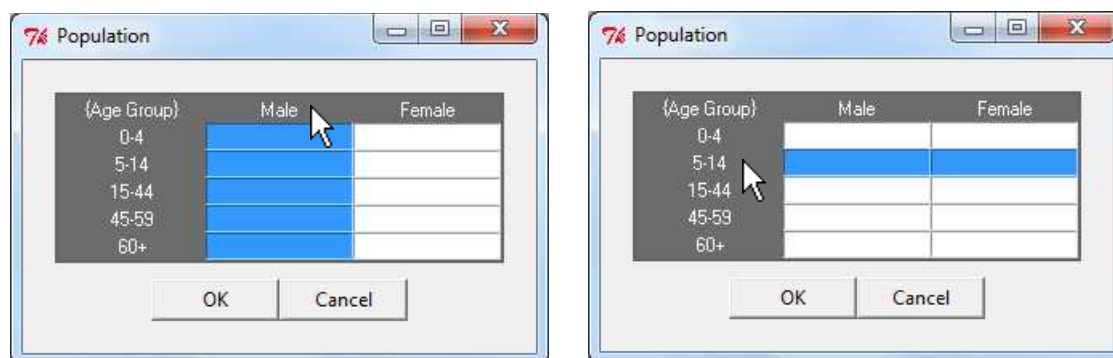 Population
{Age Group} Male Female
0-4
5-14
15-44
45-59
60+
OK Cancel
Population
{Age Group} Male Female
0-4
5-14
15-44
45-59
60+
OK Cancel